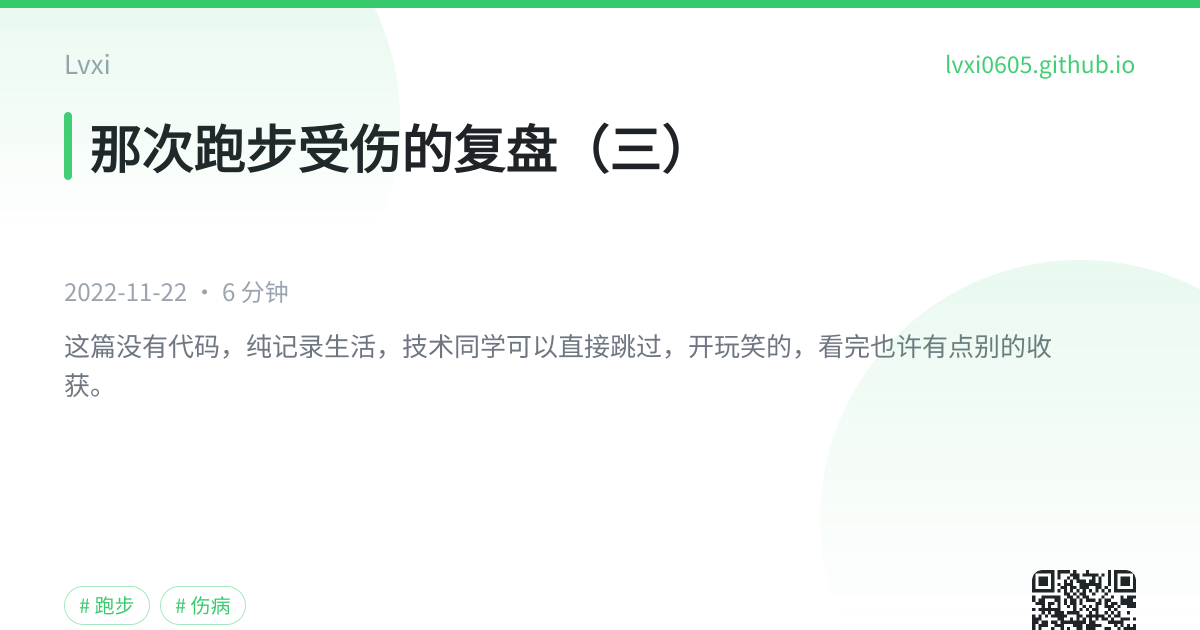 Lvxi
lvxi0605.github.io
那次跑步受伤的复盘（三）
2022-11-22 · 6 分钟
这篇没有代码，纯记录生活，技术同学可以直接跳过，开玩笑的，看完也许有点别的收
获。
# 跑步
# 伤病